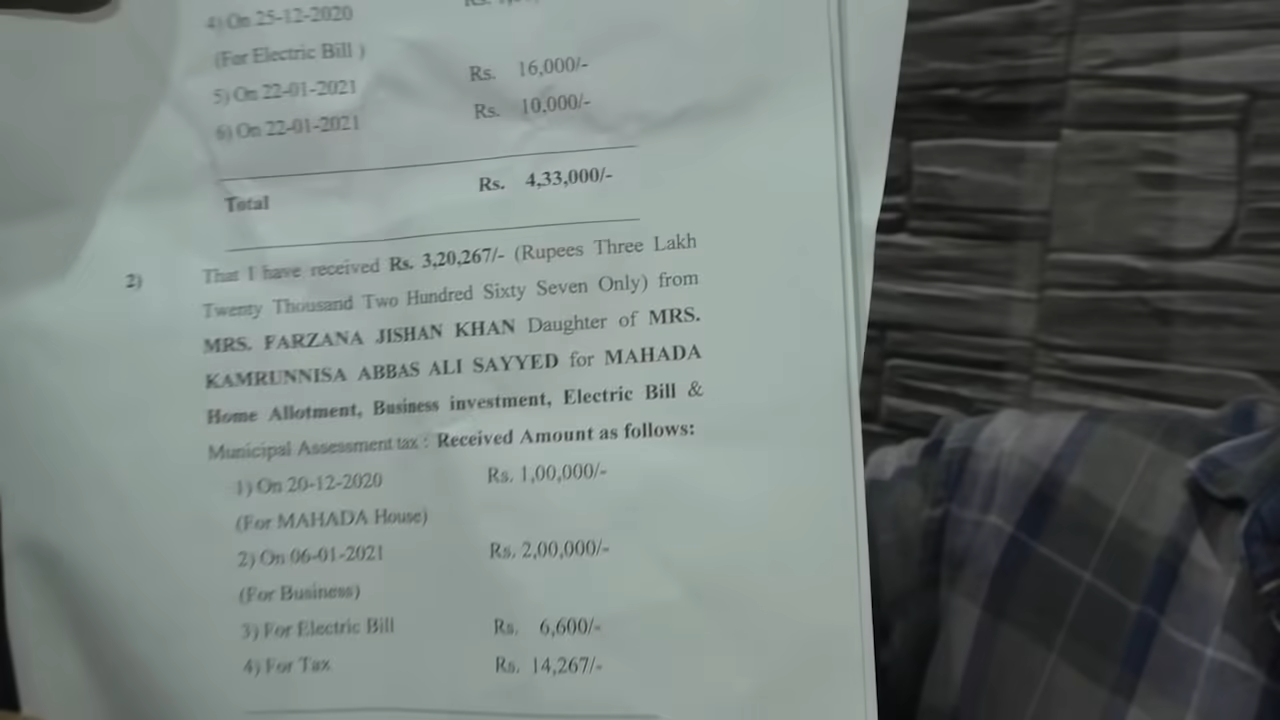 4) On 25-12-2020
(For Electric Bill )
5) On 22-01-2021 Rs. 16,000/-
6) On 22-01-2021 Rs. 10,000/-
Total Rs. 4,33,000/-
2) That I have received Rs. 3,20,267/- (Rupees Three Lakh
Twenty Thousand Two Hundred Sixty Seven Only) from
MRS. FARZANA JISHAN KHAN Daughter of MRS.
KAMRUNNISA ABBAS ALI SAYYED for MAHADA
Home Allotment, Business investment, Electric Bill &
Municipal Assessment tax : Received Amount as follows:
1) On 20-12-2020 Rs. 1,00,000/-
(For MAHADA House)
2) On 06-01-2021 Rs. 2,00,000/-
(For Business)
3) For Electric Bill Rs. 6,600/-
4) For Tax Rs. 14,267/-